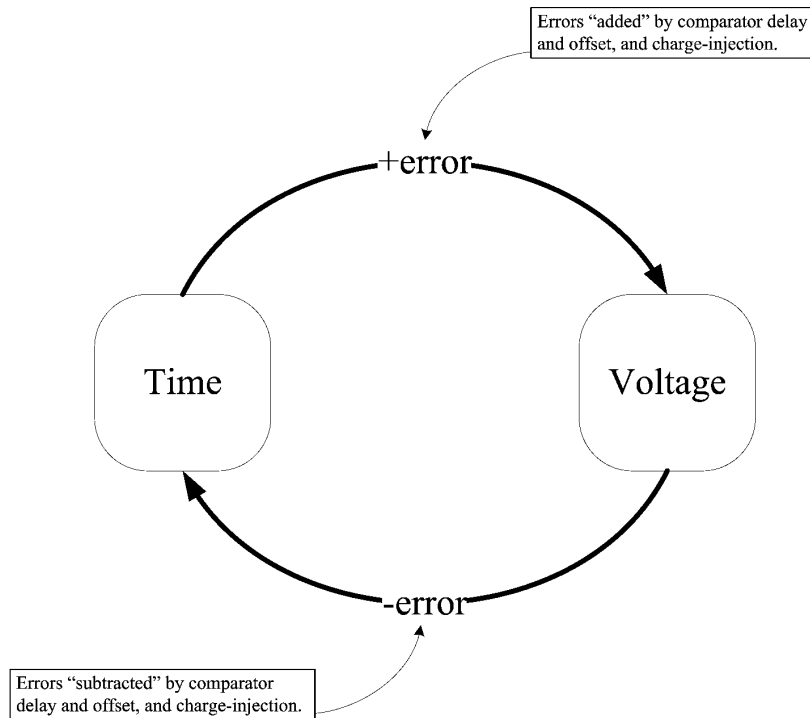 Errors “added” by comparator delay
and offset, and charge-injection.
+error
Time
Voltage
-error
Errors “subtracted” by comparator
delay and offset, and charge-injection.